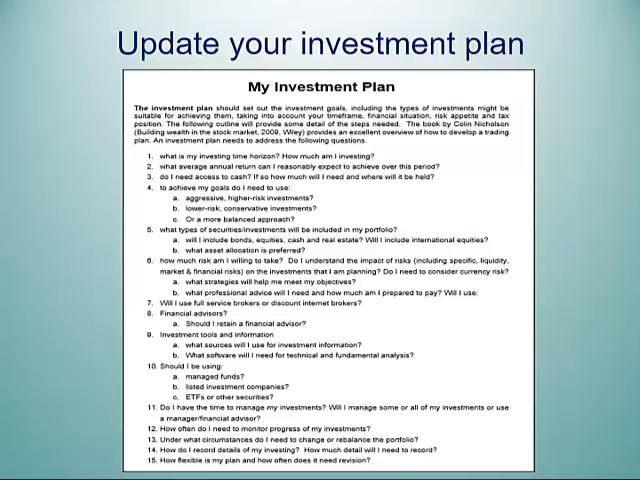 Update your investment plan
My Investment Plan
The investment plan should set out the investment goals, including the types of investments might be
suitable for achieving them, taking into account your timeframe, financial situation, risk appetite and tax
position. The following outline will provide some detail of the steps needed. The book by Colin Nicholson
(Building wealth in the stock market, 2009, Wiley) provides an excellent overview of how to develop a trading
plan. An investment plan needs to address the following questions.
1. what is my investing time horizon? How much am I investing?
2. what average annual return can I reasonably expect to achieve over this period?
3. do I need access to cash? If so how much will I need and where will it be held?
4. to achieve my goals do I need to use:
a. aggressive, higher-risk investments?
b. lower-risk, conservative investments?
c. Or a more balanced approach?
5. what types of securities/investments will be included in my portfolio?
a. will I include bonds, equities, cash and real estate? Will I include international equities?
b. what asset allocation is preferred?
6. how much risk am I willing to take? Do I understand the impact of risks (including specific, liquidity,
market & financial risks) on the investments that I am planning? Do I need to consider currency risk?
a. what strategies will help me meet my objectives?
b. what professional advice will I need and how much am I prepared to pay? Will I use:
7. Will I use full service brokers or discount internet brokers?
8. Financial advisors?
a. Should I retain a financial advisor?
9. Investment tools and information
a. what sources will I use for investment information?
b. What software will I need for technical and fundamental analysis?
10. Should I be using:
a. managed funds?
b. listed investment companies?
c. ETFs or other securities?
11. Do I have the time to manage my investments? Will I manage some or all of my investments or use
a manager/financial advisor?
12. How often do I need to monitor progress of my investments?
13. Under what circumstances do I need to change or rebalance the portfolio?
14. How do I record details of my investing? How much detail will I need to record?
15. How flexible is my plan and how often does it need revision?